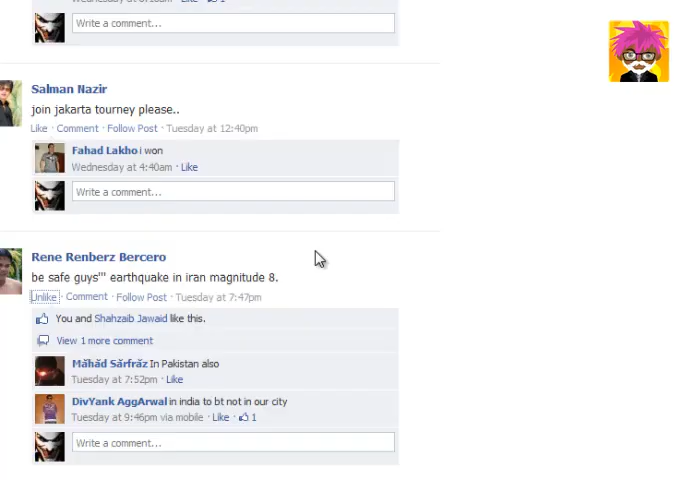 Write a comment...
Salman Nazir
join jakarta tourney please..
Like · Comment · Follow Post · Tuesday at 12:40pm
Fahad Lakho i won
Wednesday at 4:40am · Like
Write a comment...
Rene Renberz Bercero
be safe guys''' earthquake in iran magnitude 8.
Unlike · Comment · Follow Post · Tuesday at 7:47pm
You and Shahzaib Jawaid like this.
View 1 more comment
Măhăd Sărfrăz In Pakistan also
Tuesday at 7:52pm · Like
DivYank AggArwal in india to bt not in our city
Tuesday at 9:46pm via mobile · Like · 1
Write a comment...